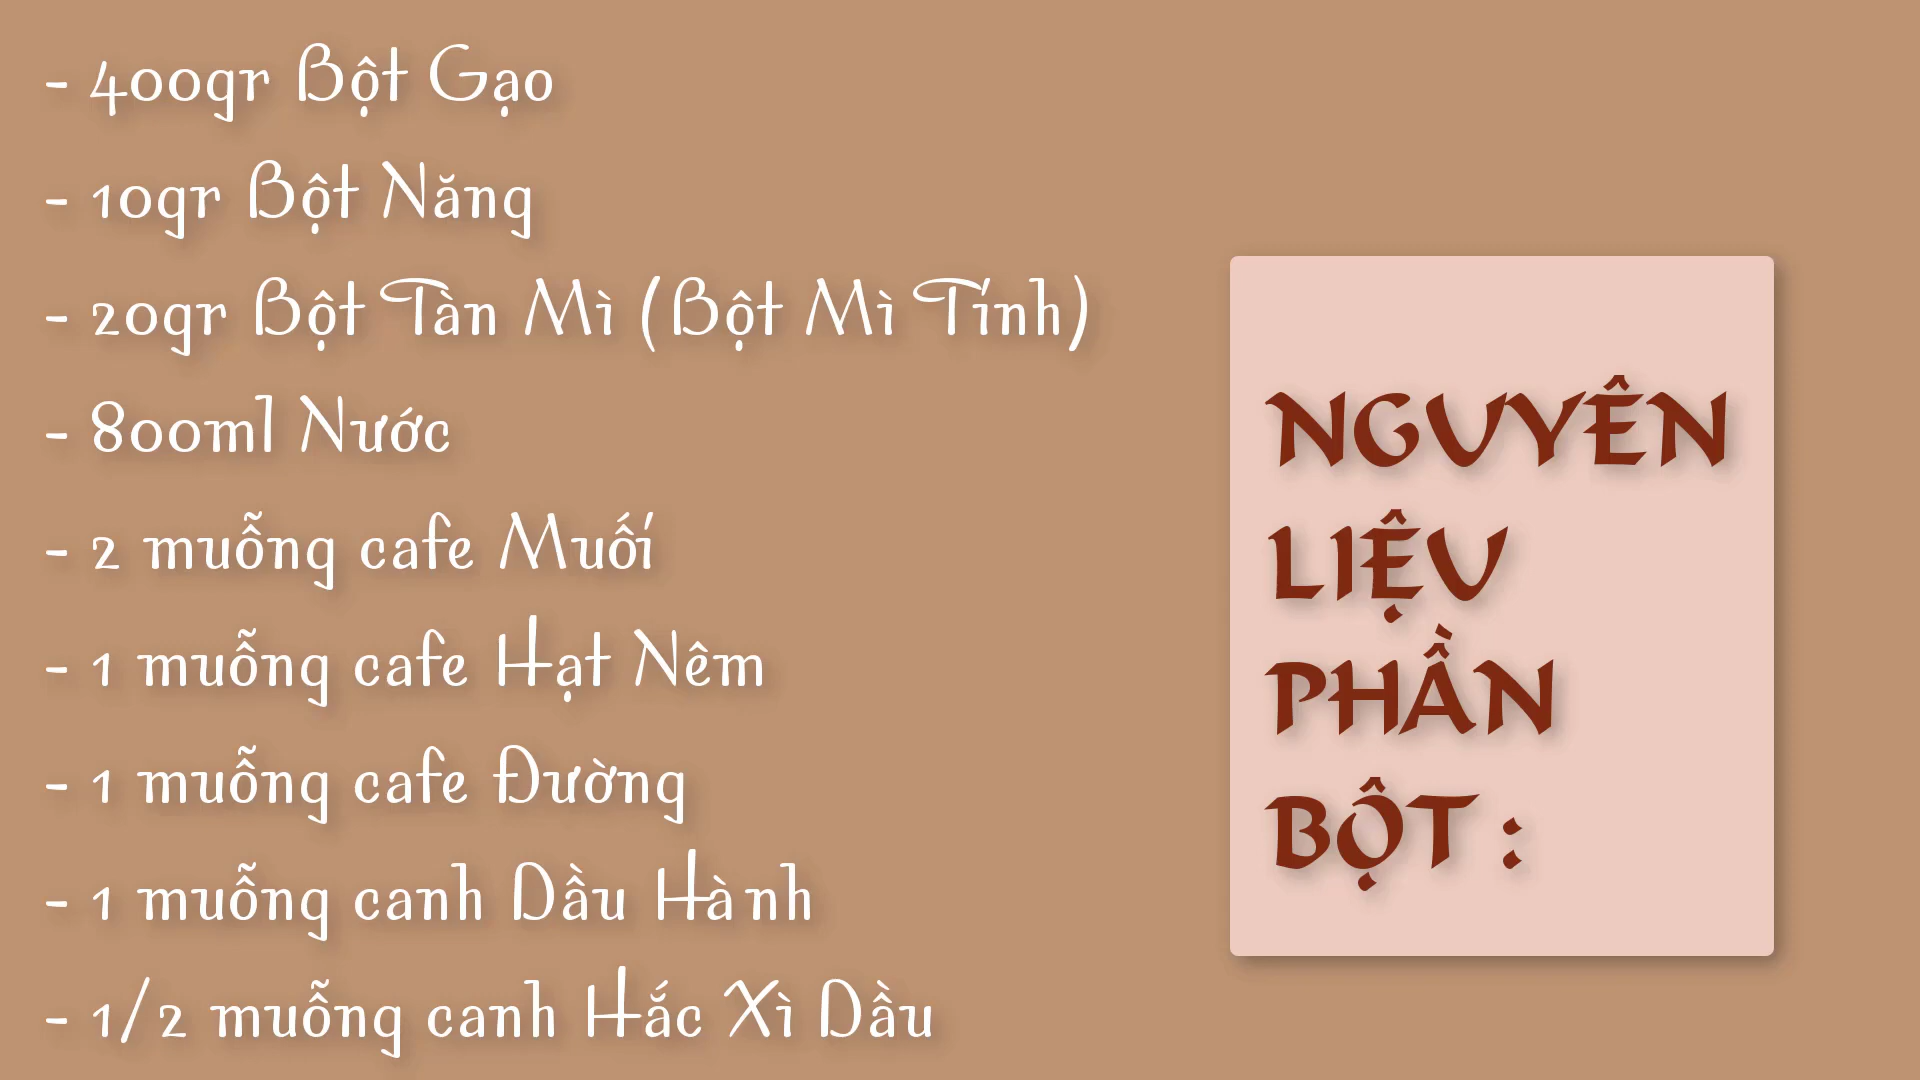 - 400gr Bột Gạo
- 10gr Bột Năng
- 20gr Bột Tàn Mì (Bột Mì Tính)
- 800ml Nước
- 2 muỗng cafe Muối
- 1 muỗng cafe Hạt Nêm
- 1 muỗng cafe Đường
- 1 muỗng canh Dầu Hành
- 1/2 muỗng canh Hắc Xì Dầu
NGUYÊN
LIỆU
PHẦN
BỘT :